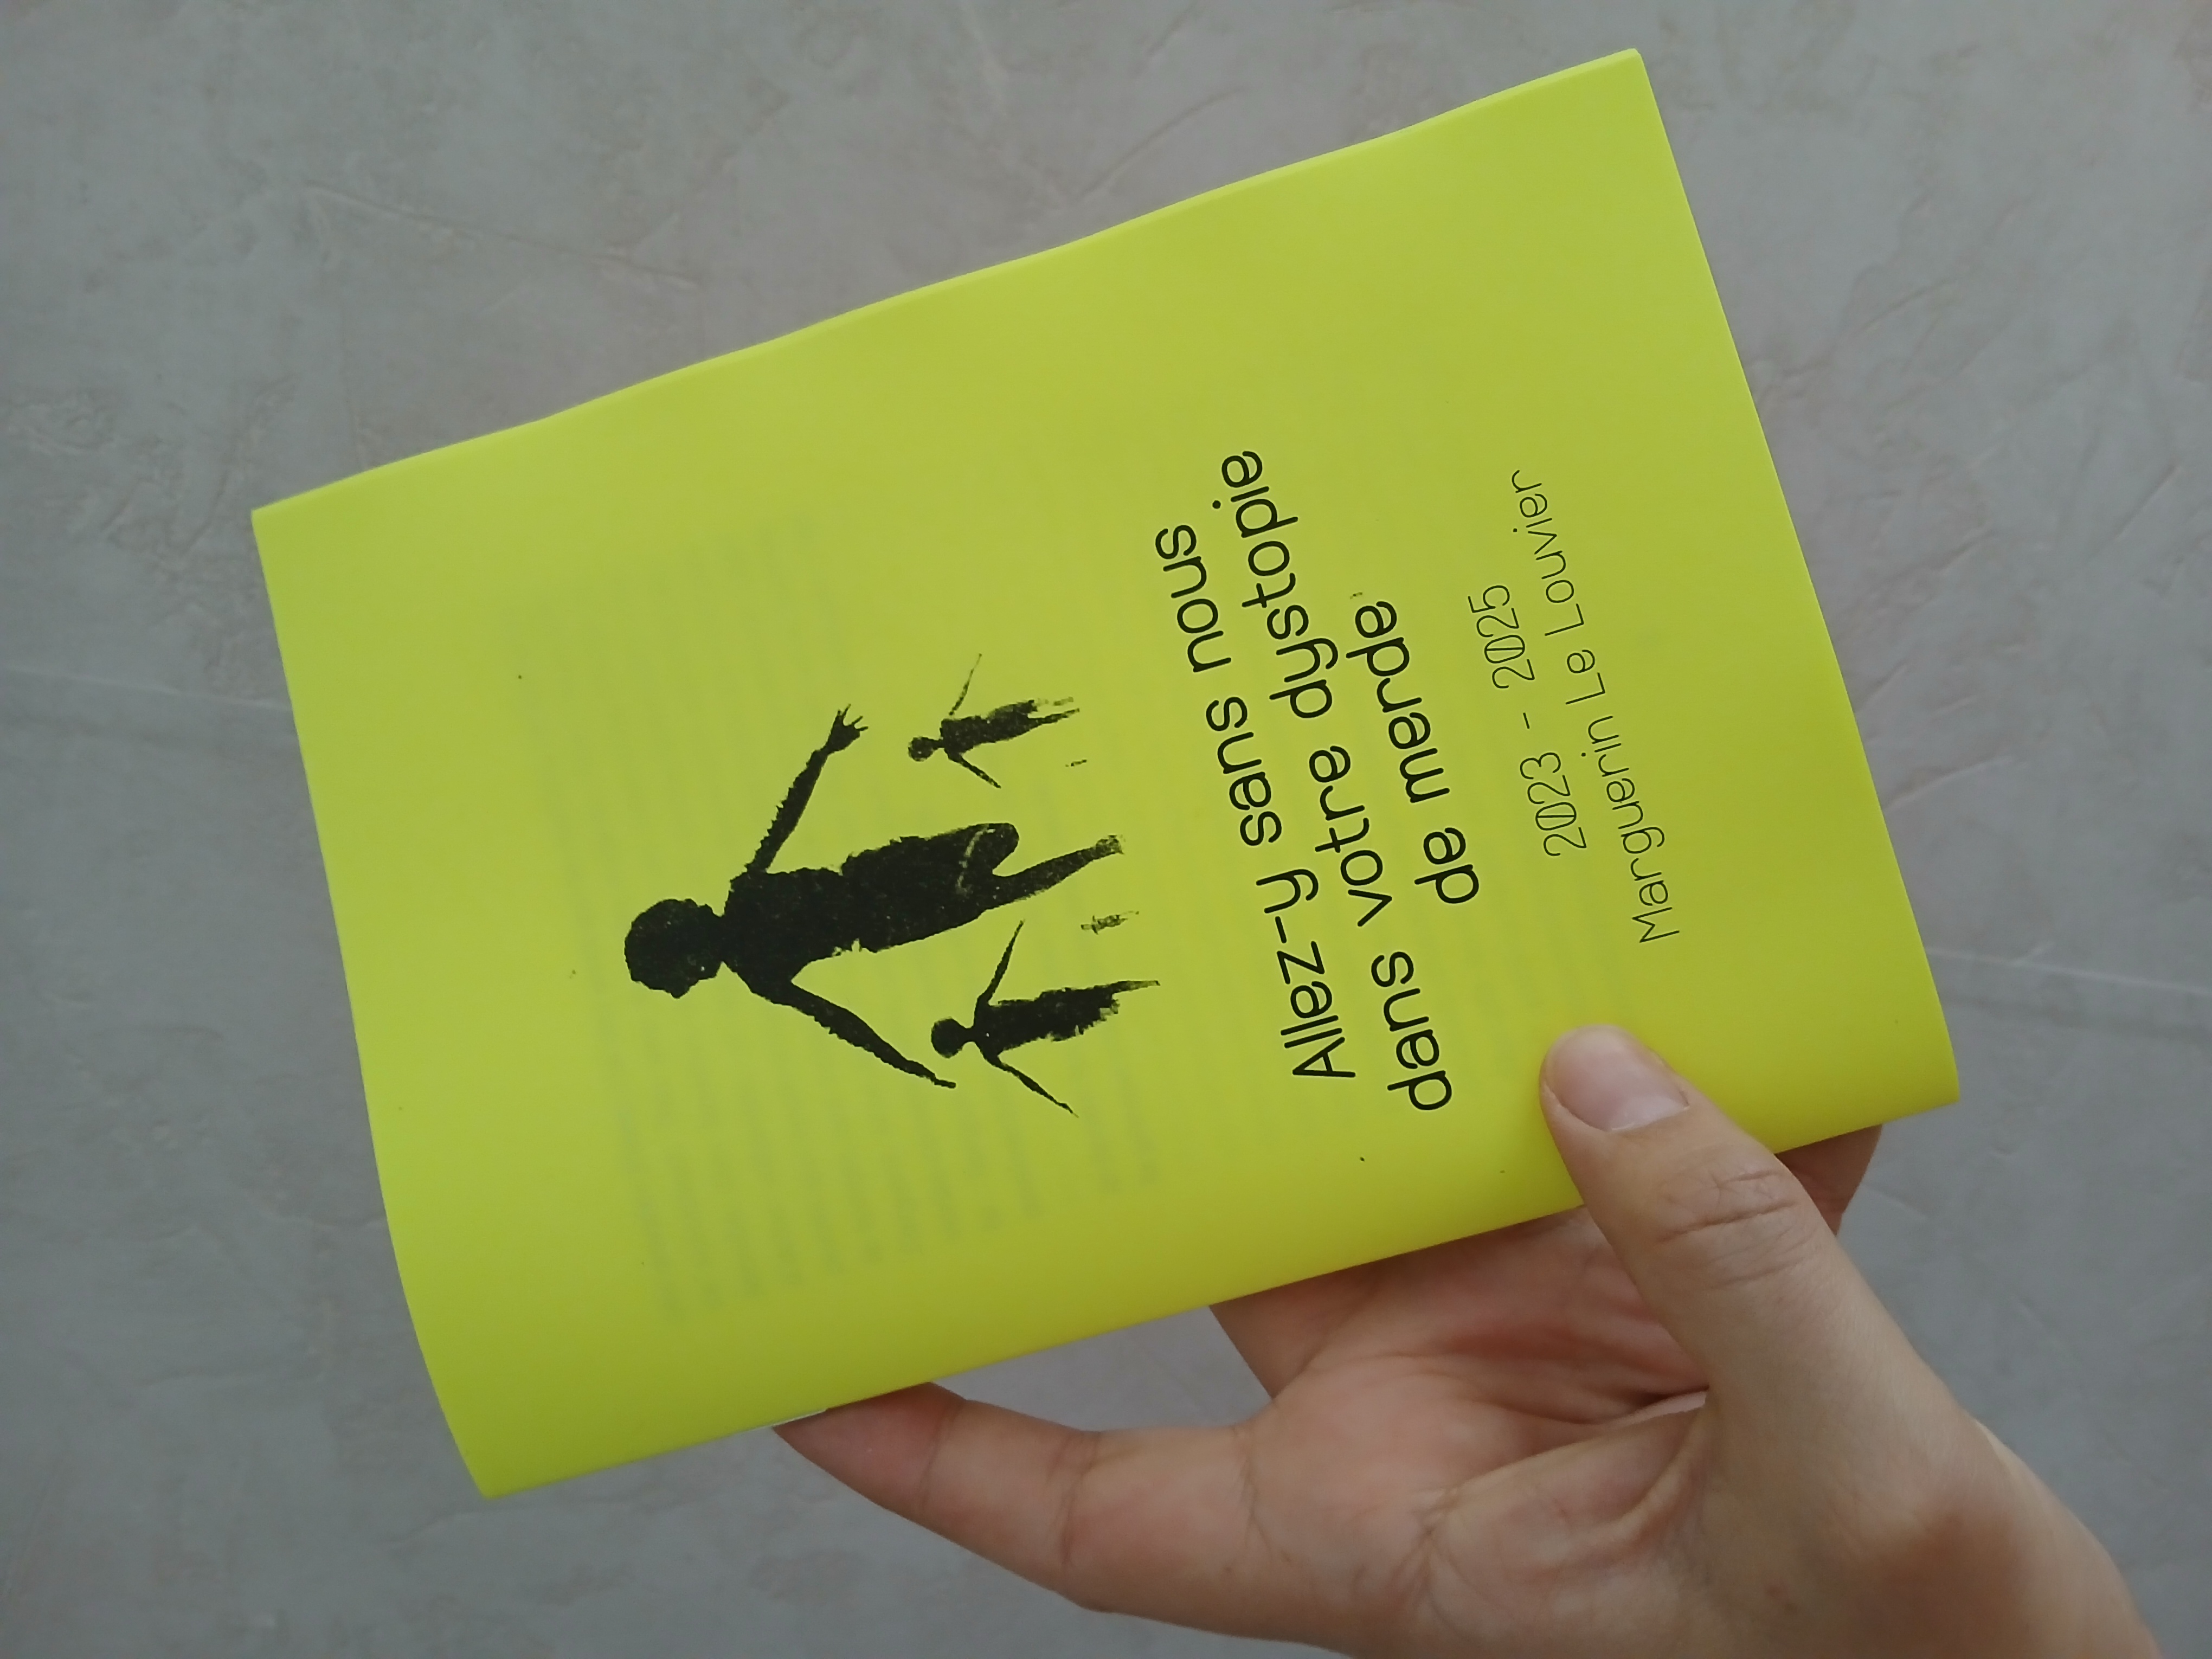 Allez-y sans nous
dans votre dystopie
de merde
2023 - 2025
Marguerin Le Louvier